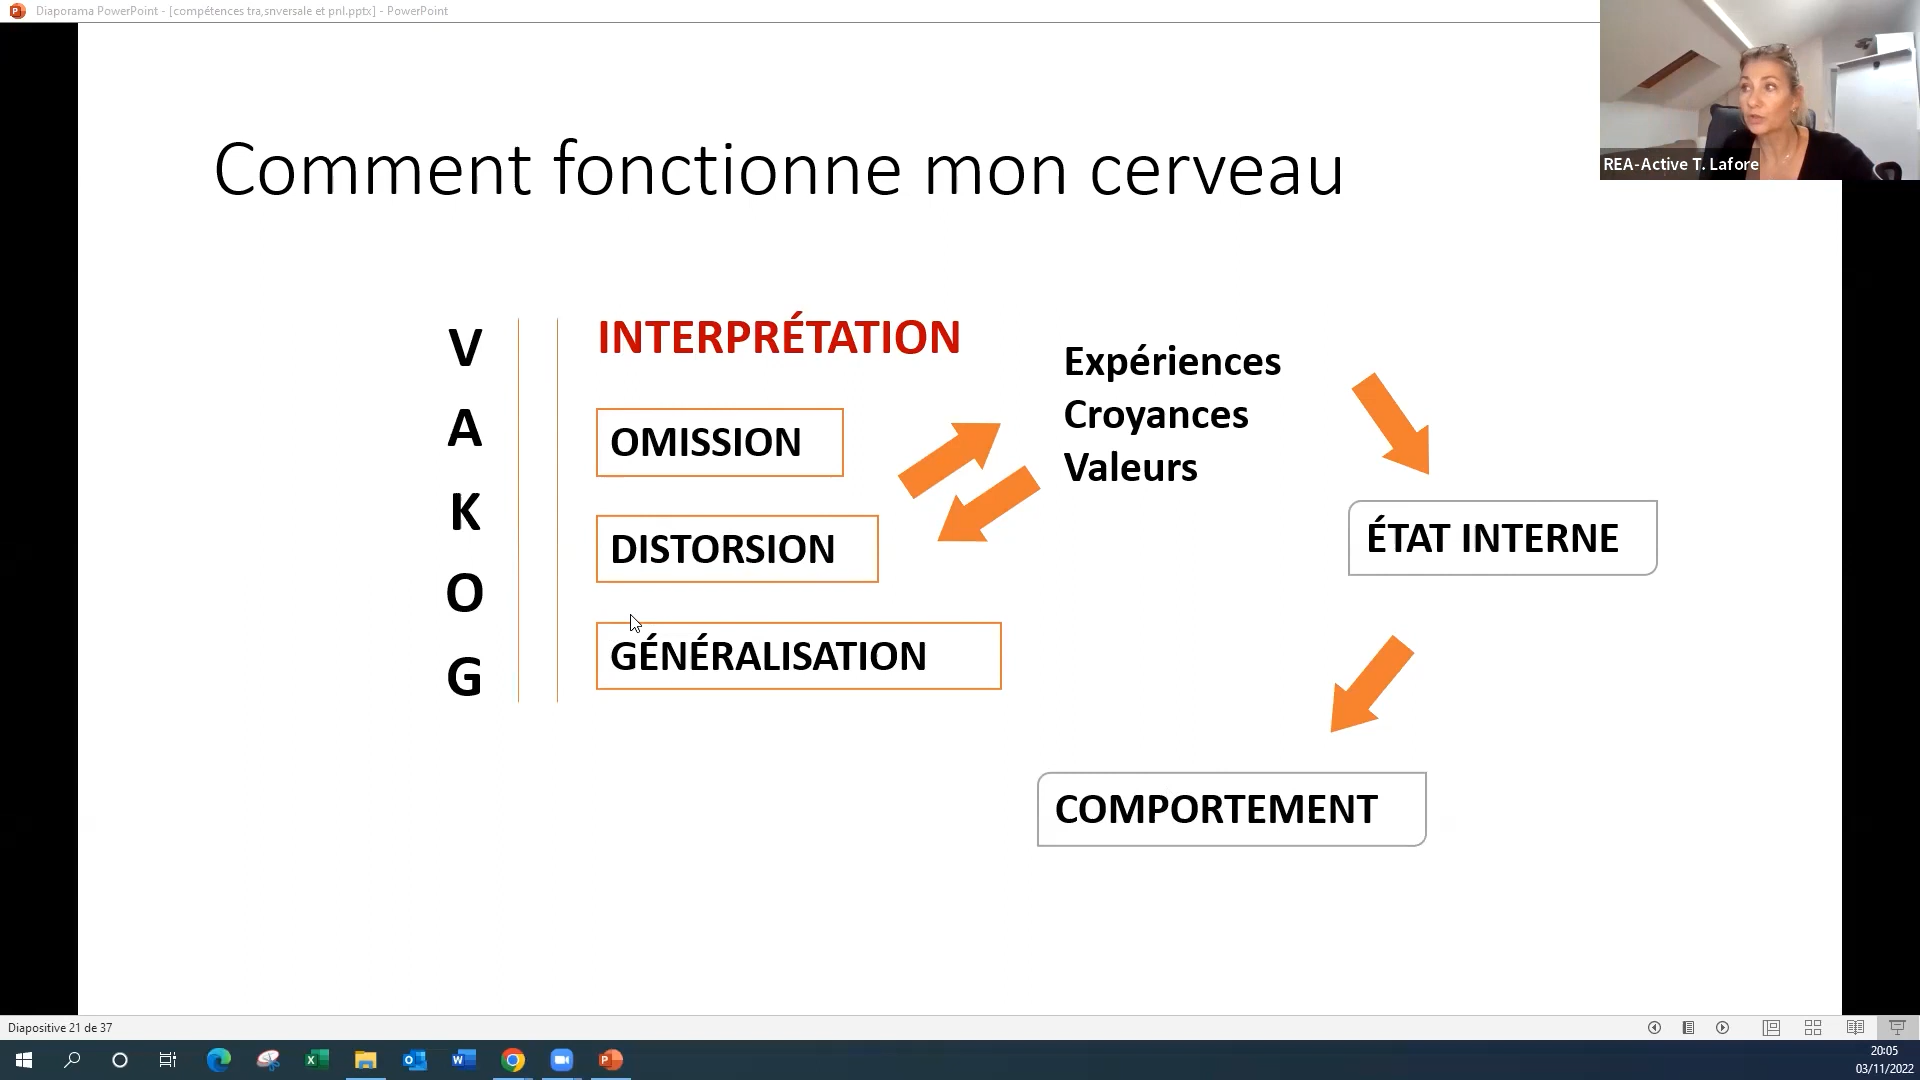 Diaporama PowerPoint - [compétences tra,snversale et pnl.pptx] - PowerPoint
REA-Active T. Lafore
Comment fonctionne mon cerveau
V
A
K
O
G
INTERPRÉTATION
OMISSION
DISTORSION
GÉNÉRALISATION
Expériences
Croyances
Valeurs
ÉTAT INTERNE
COMPORTEMENT
Diapositive 21 de 37
20:05
03/11/2022